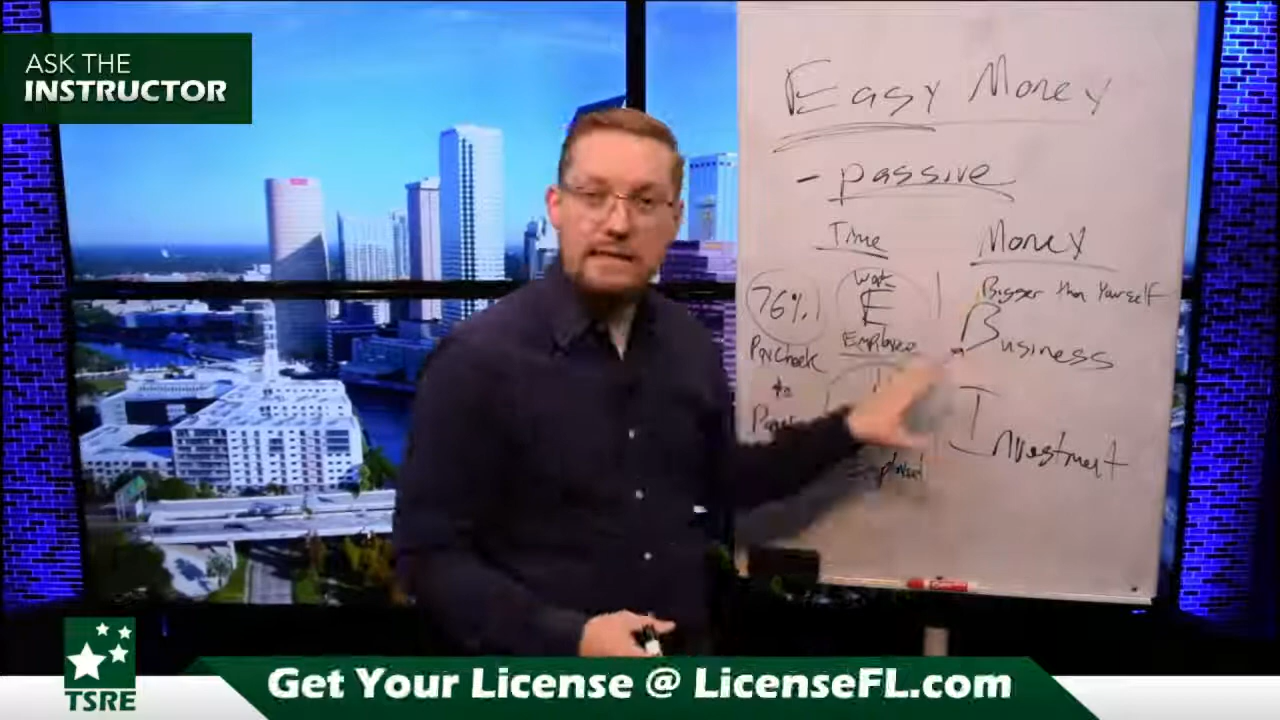 ASK THE
INSTRUCTOR
Easy Money
- passive
Time
Money
76%
Paycheck
to
E
Employee
Bigger than Yourself
Business
Investment
TSRE
Get Your License @ LicenseFL.com